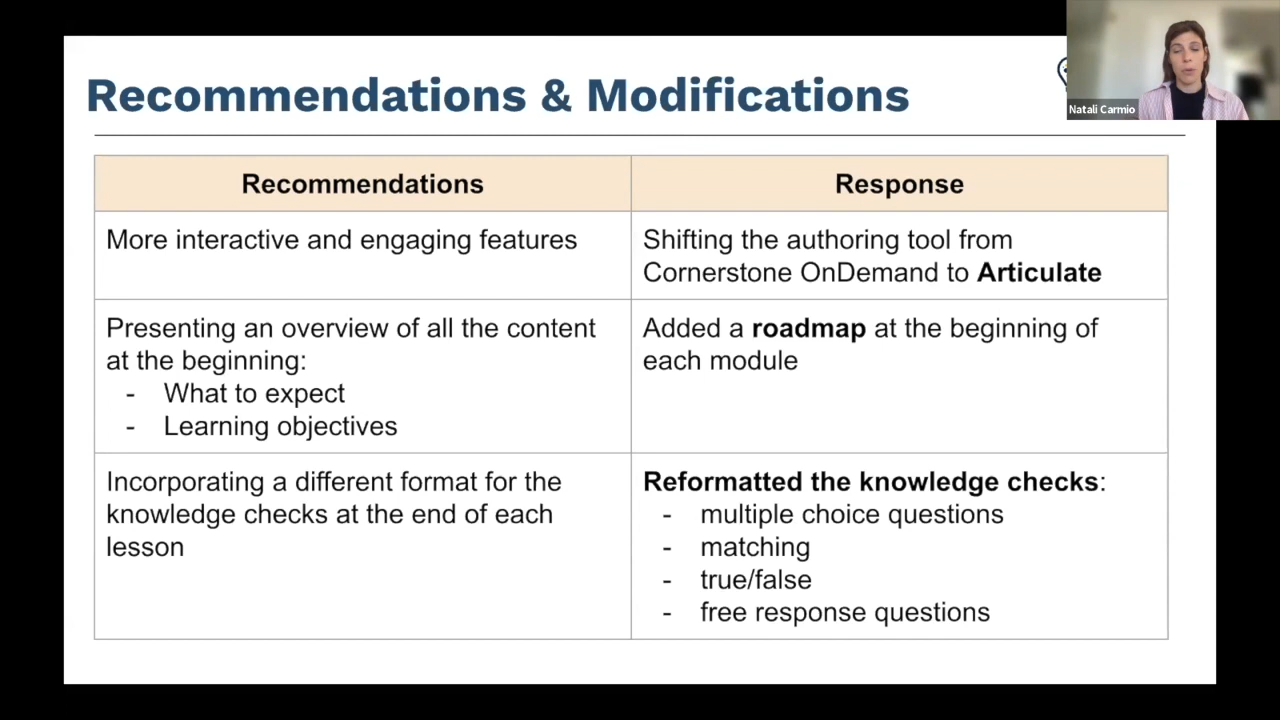 Recommendations & Modifications
Natali Carmio
Recommendations
Response
More interactive and engaging features
Shifting the authoring tool from
Cornerstone OnDemand to Articulate
Presenting an overview of all the content
at the beginning:
- What to expect
- Learning objectives
Added a roadmap at the beginning of
each module
Incorporating a different format for the
knowledge checks at the end of each
lesson
Reformatted the knowledge checks:
- multiple choice questions
- matching
- true/false
- free response questions